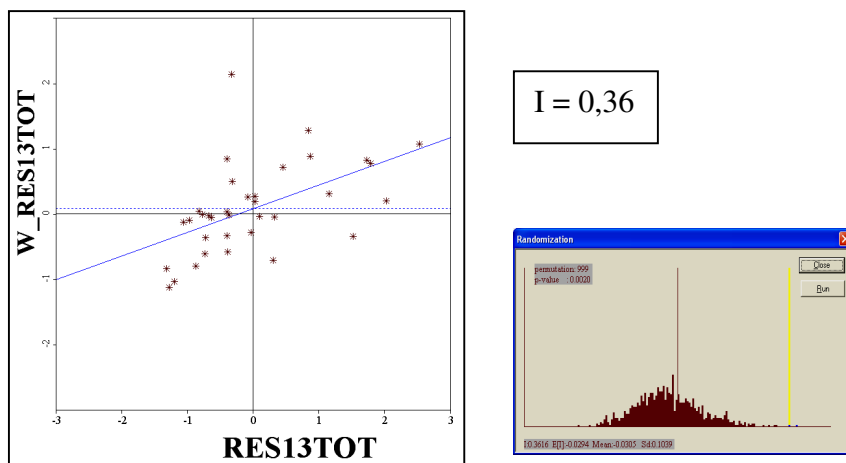 W_RES13TOT
2
1
0
-1
-2
-3
-2
-1
0
1
2
3
RES13TOT
I = 0,36
Randomization
permutation: 999
p-value : 0.0020
Close
Run
I:0.3616 E[I]:-0.0294 Mean:-0.0305 Sd:0.1039